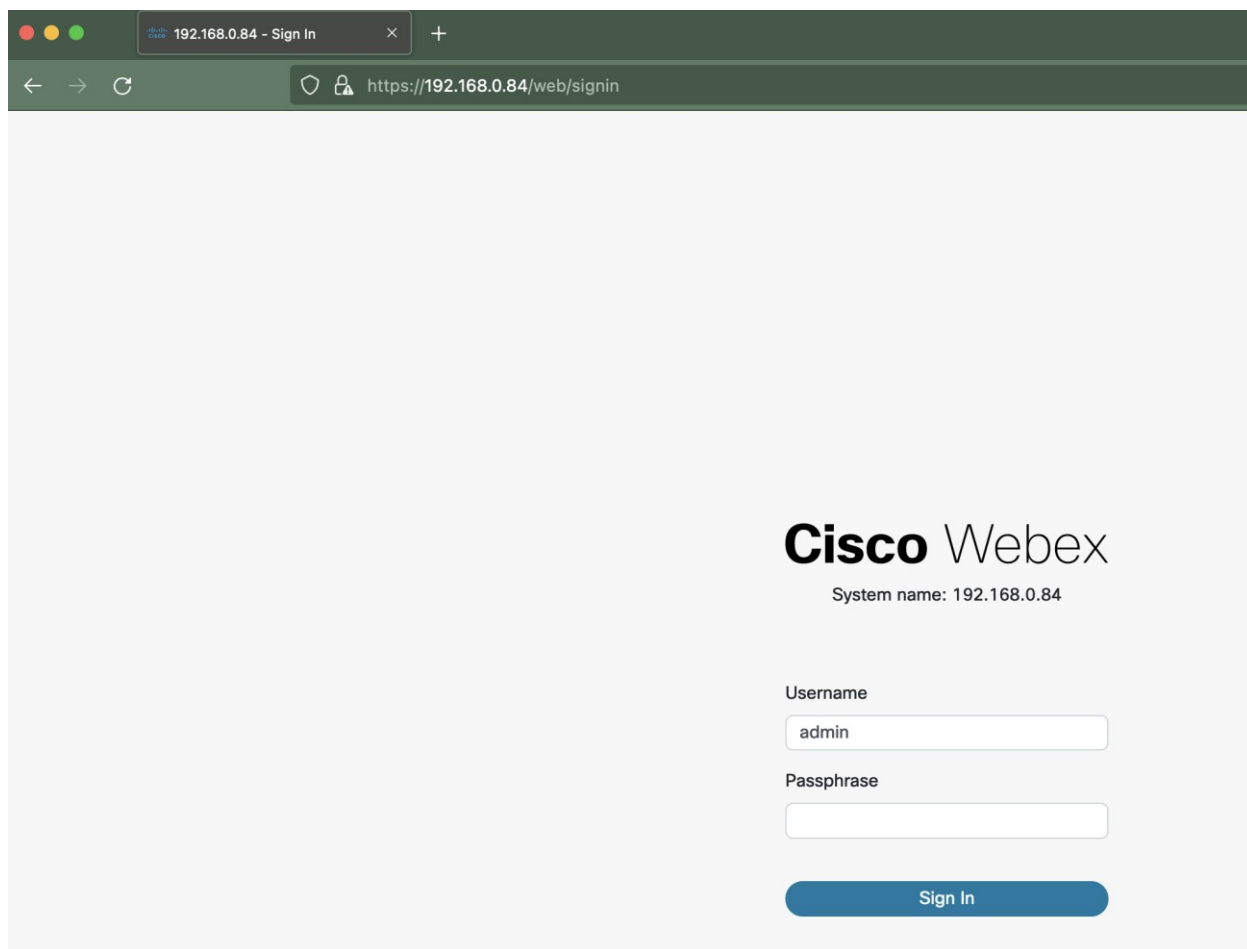 192.168.0.84 - Sign In
https://192.168.0.84/web/signin
Cisco Webex
System name: 192.168.0.84
Username
admin
Passphrase
Sign In